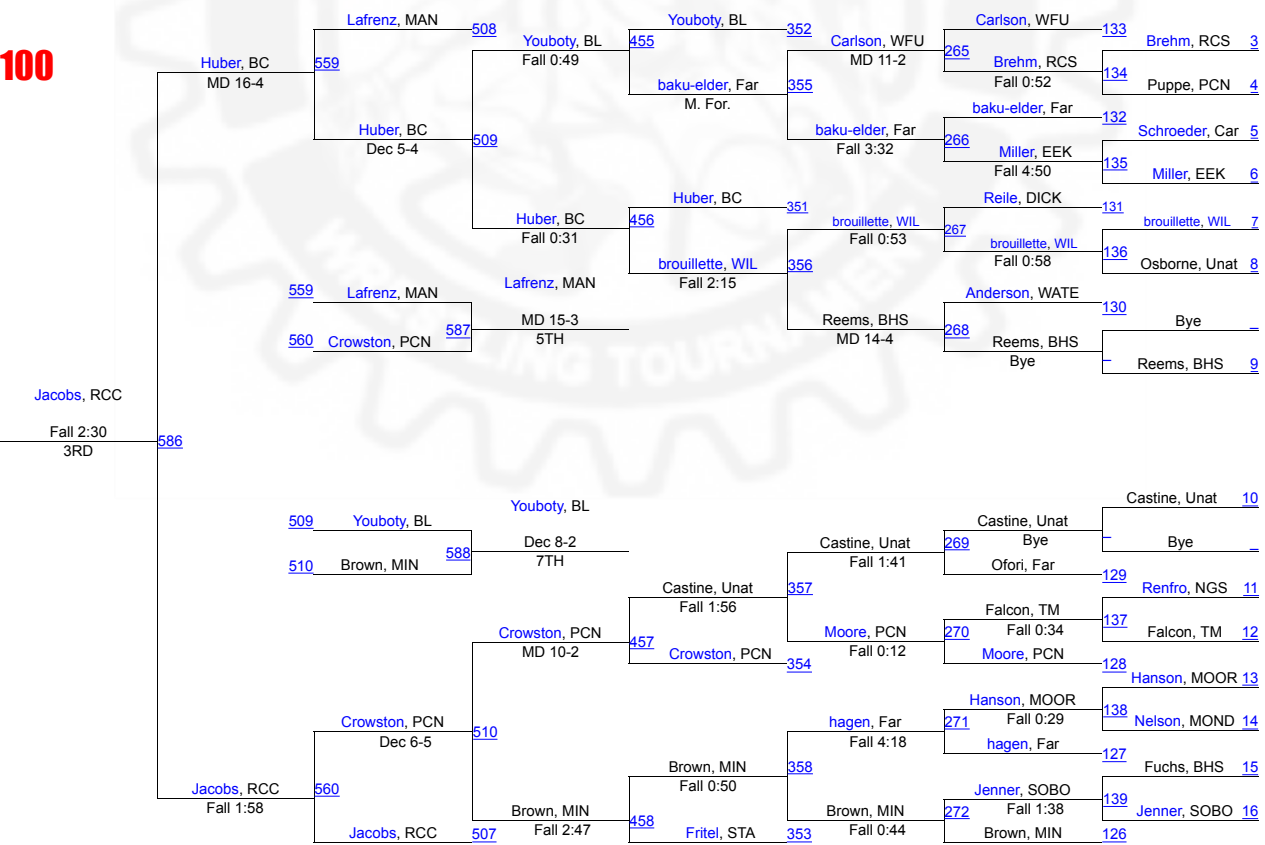 100
Lafrenz, MAN
508
Huber, BC
MD 16-4
559
Huber, BC
Dec 5-4
Youboty, BL
Fall 0:49
455
509
Huber, BC
Fall 0:31
456
Youboty, BL
352
baku-elder, Far
M. For.
Carlson, WFU
MD 11-2
355
baku-elder, Far
Fall 3:32
Carlson, WFU
133
265
Brehm, RCS
Fall 0:52
Brehm, RCS 3
134
Puppe, PCN 4
baku-elder, Far
132
266
Miller, EEK
Fall 4:50
Schroeder, Car 5
135
Miller, EEK 6
Huber, BC
351
brouillette, WIL
Fall 2:15
356
brouillette, WIL
Fall 0:53
Reile, DICK
131
267
brouillette, WIL
Fall 0:58
brouillette, WIL 7
136
Osborne, Unat 8
Reems, BHS
MD 14-4
Anderson, WATE
130
268
Reems, BHS
Bye
Bye _
_
Reems, BHS 9
559 Lafrenz, MAN
560 Crowston, PCN
587
Lafrenz, MAN
MD 15-3
5TH
WRESTLING TOURNAMENT
Jacobs, RCC
Fall 2:30
3RD
586
509 Youboty, BL
510 Brown, MIN
588
Youboty, BL
Dec 8-2
7TH
Castine, Unat 10
_
Bye _
Castine, Unat
Bye
269
Ofori, Far
129
Castine, Unat
Fall 1:41
357
Castine, Unat
Fall 1:56
Renfro, NGS 11
137
Falcon, TM 12
Falcon, TM
Fall 0:34
270
Moore, PCN
128
Moore, PCN
Fall 0:12
Crowston, PCN
MD 10-2
457
Crowston, PCN
354
Hanson, MOOR 13
138
Nelson, MOND 14
Hanson, MOOR
Fall 0:29
271
hagen, Far
127
hagen, Far
Fall 4:18
Crowston, PCN
Dec 6-5
510
Brown, MIN
Fall 0:50
358
Fuchs, BHS 15
139
Jenner, SOBO 16
Jenner, SOBO
Fall 1:38
272
Brown, MIN
126
Brown, MIN
Fall 0:44
Brown, MIN
Fall 2:47
458
Fritel, STA
353
Jacobs, RCC
Fall 1:58
560
Jacobs, RCC
507